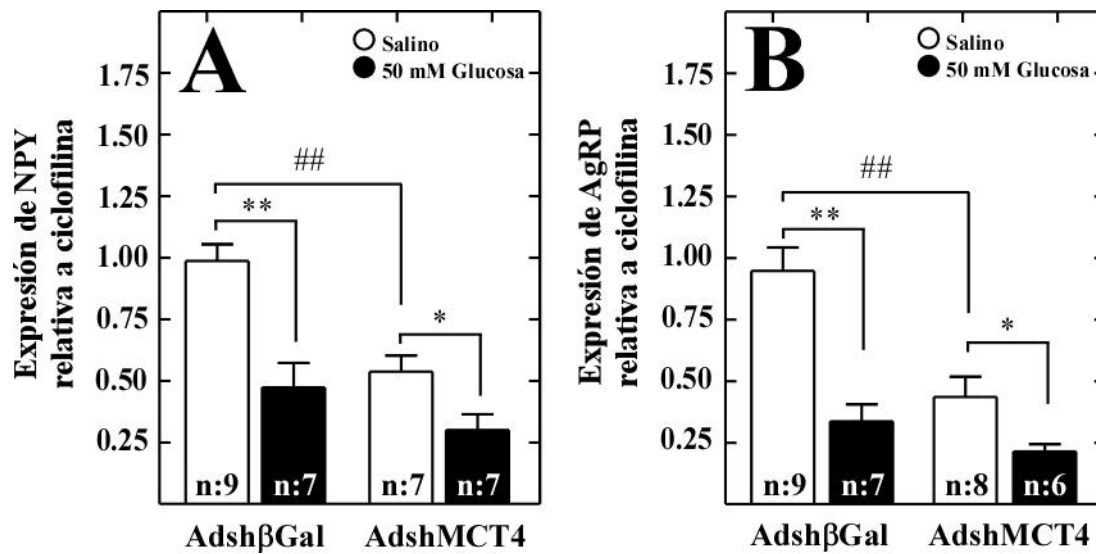 A
Salino
50 mM Glucosa
Expresión de NPY
relativa a ciclofilina
1.75
1.50
1.25
1.00
0.75
0.50
0.25
##
**
*
n:9
n:7
n:7
n:7
AdshβGal
AdshMCT4
B
Salino
50 mM Glucosa
Expresión de AgRP
relativa a ciclofilina
1.75
1.50
1.25
1.00
0.75
0.50
0.25
##
**
*
n:9
n:7
n:8
n:6
AdshβGal
AdshMCT4